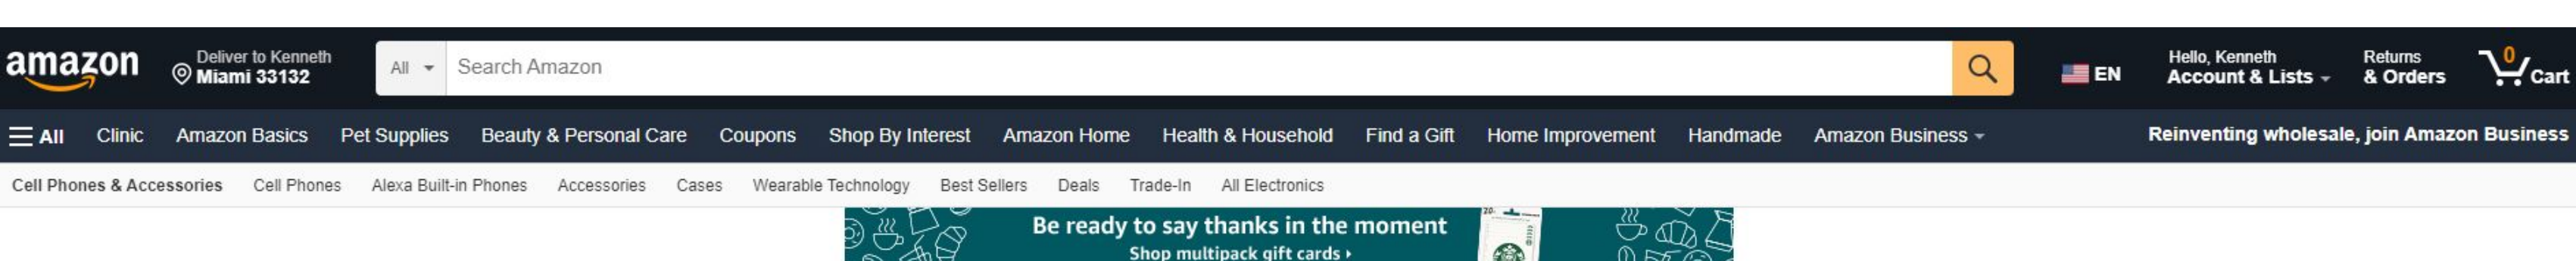 amazon
Deliver to Kenneth
Miami 33132
All
Search Amazon
EN
Hello, Kenneth
Account & Lists
Returns
& Orders
0
Cart
All Clinic Amazon Basics Pet Supplies Beauty & Personal Care Coupons Shop By Interest Amazon Home Health & Household Find a Gift Home Improvement Handmade Amazon Business Reinventing wholesale, join Amazon Business
Cell Phones & Accessories Cell Phones Alexa Built-in Phones Accessories Cases Wearable Technology Best Sellers Deals Trade-In All Electronics
Be ready to say thanks in the moment
Shop multipack gift cards
20